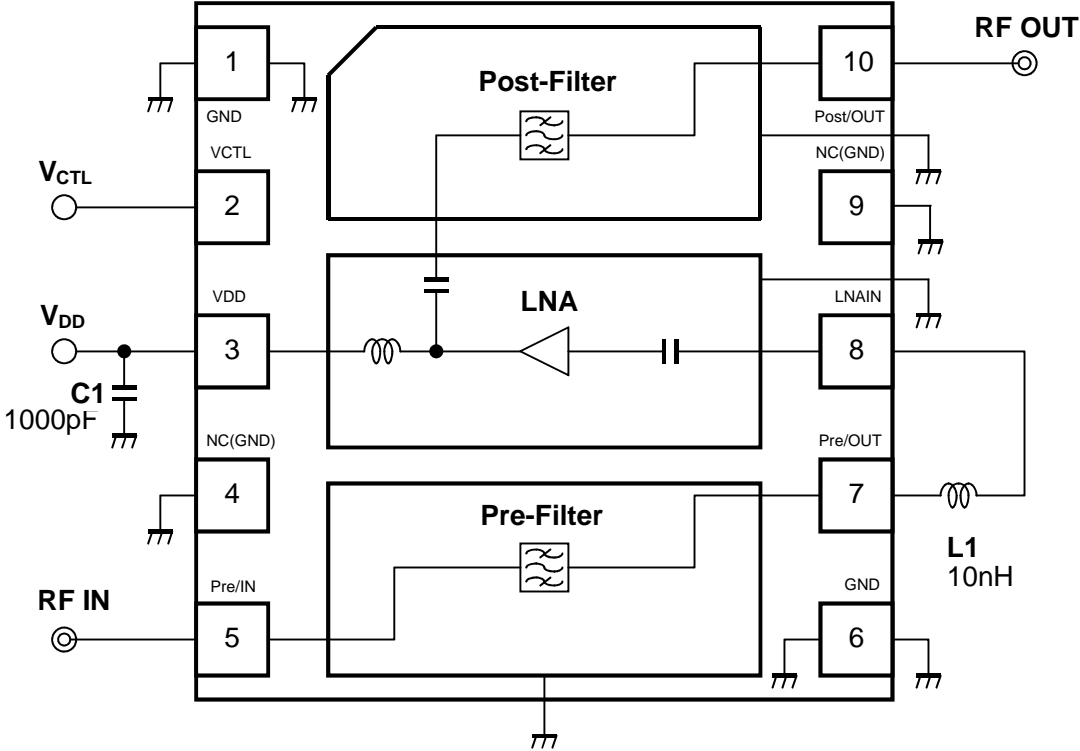 RF OUT
1
10
Post-Filter
GND
Post/OUT
VCTL
NC(GND)
VCTL
2
9
VDD
LNA
LNAIN
VDD
3
8
C1
1000pF
NC(GND)
Pre/OUT
4
7
Pre-Filter
L1
10nH
Pre/IN
GND
RF IN
5
6